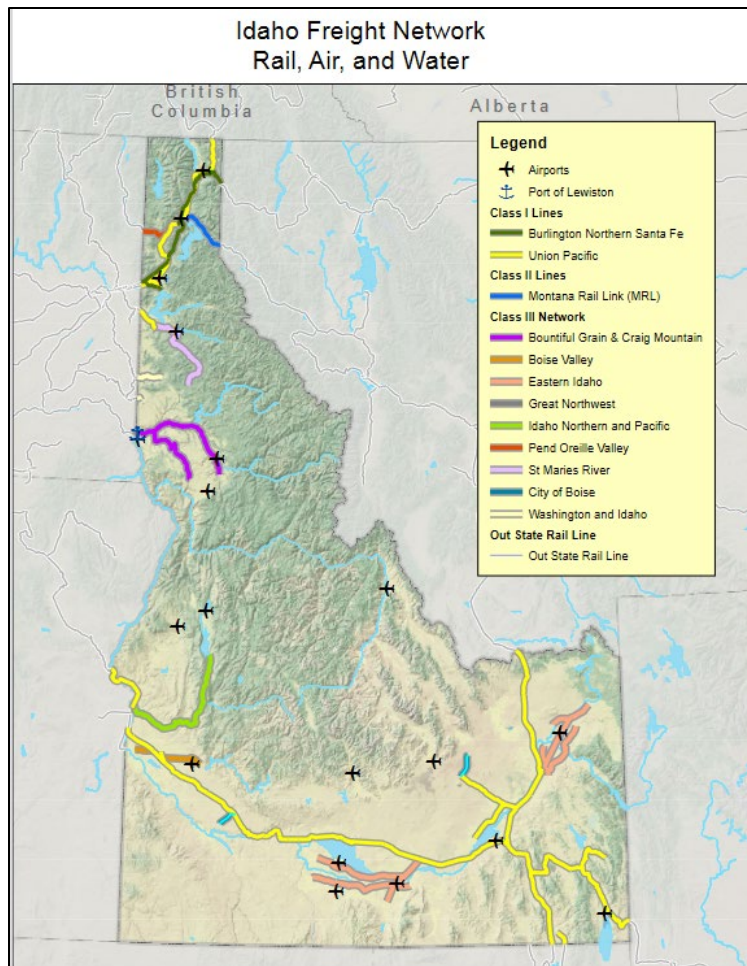 Idaho Freight Network
Rail, Air, and Water
British
Columbia
Alberta
Legend
Airports
Port of Lewiston
Class I Lines
Burlington Northern Santa Fe
Union Pacific
Class II Lines
Montana Rail Link (MRL)
Class III Network
Bountiful Grain & Craig Mountain
Boise Valley
Eastern Idaho
Great Northwest
Idaho Northern and Pacific
Pend Oreille Valley
St Maries River
City of Boise
Washington and Idaho
Out State Rail Line
Out State Rail Line